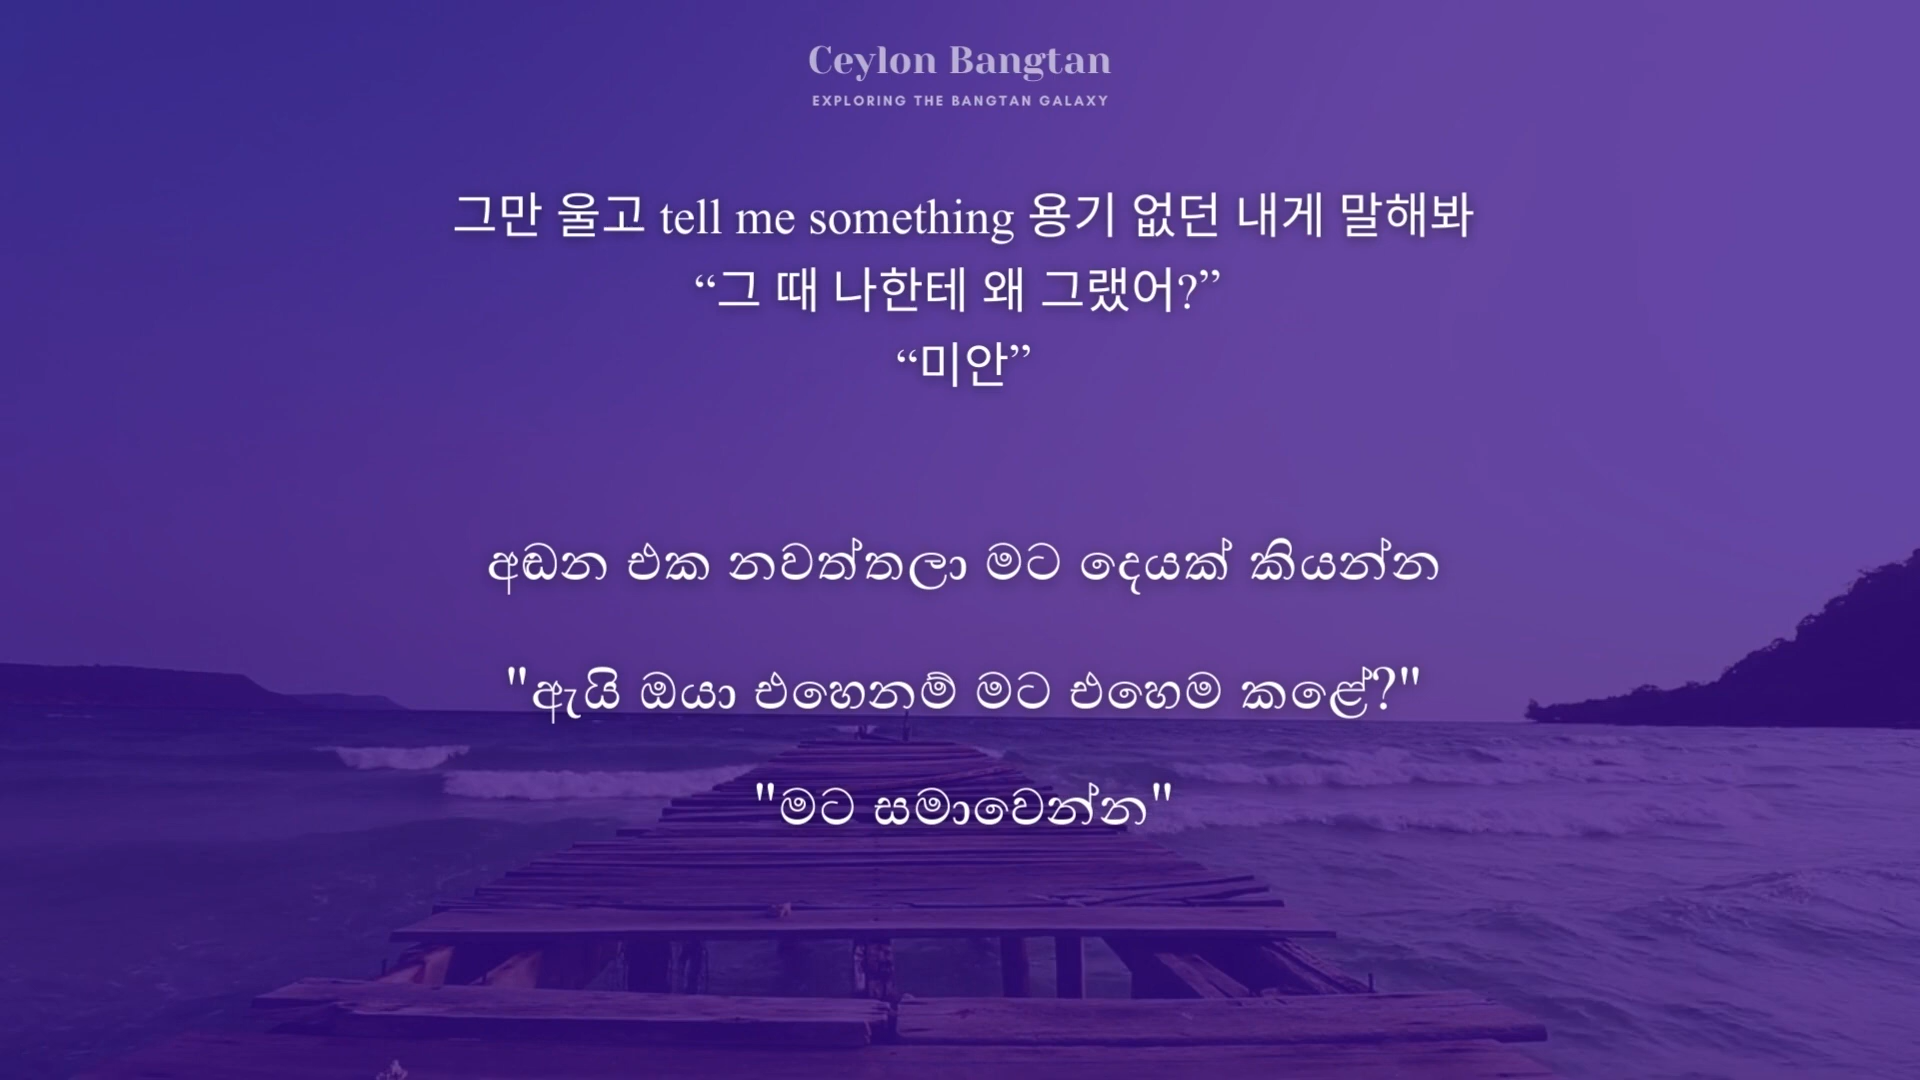 Ceylon Bangtan
EXPLORING THE BANGTAN GALAXY
그만 울고 tell me something 용기 없던 내게 말해봐
“그 때 나한테 왜 그랬어?”
“미안”
අඬන එක නවත්තලා මට දෙයක් කියන්න
"ඇයි ඔයා එහෙනම් මට එහෙම කළේ?"
"මට සමාවෙන්න"